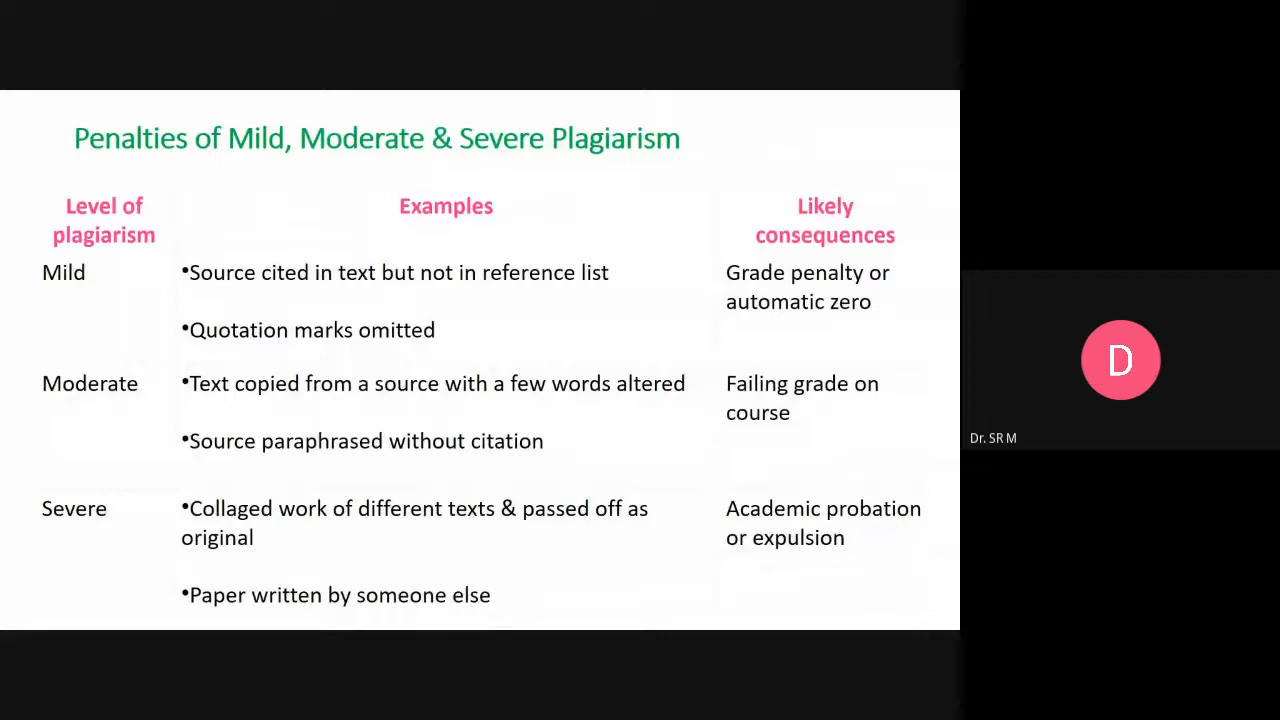 Penalties of Mild, Moderate & Severe Plagiarism
Level of
plagiarism
Examples
Likely
consequences
Mild
•Source cited in text but not in reference list
•Quotation marks omitted
Grade penalty or
automatic zero
Moderate
•Text copied from a source with a few words altered
•Source paraphrased without citation
Failing grade on
course
Severe
•Collaged work of different texts & passed off as
original
•Paper written by someone else
Academic probation
or expulsion
D
Dr. SR M